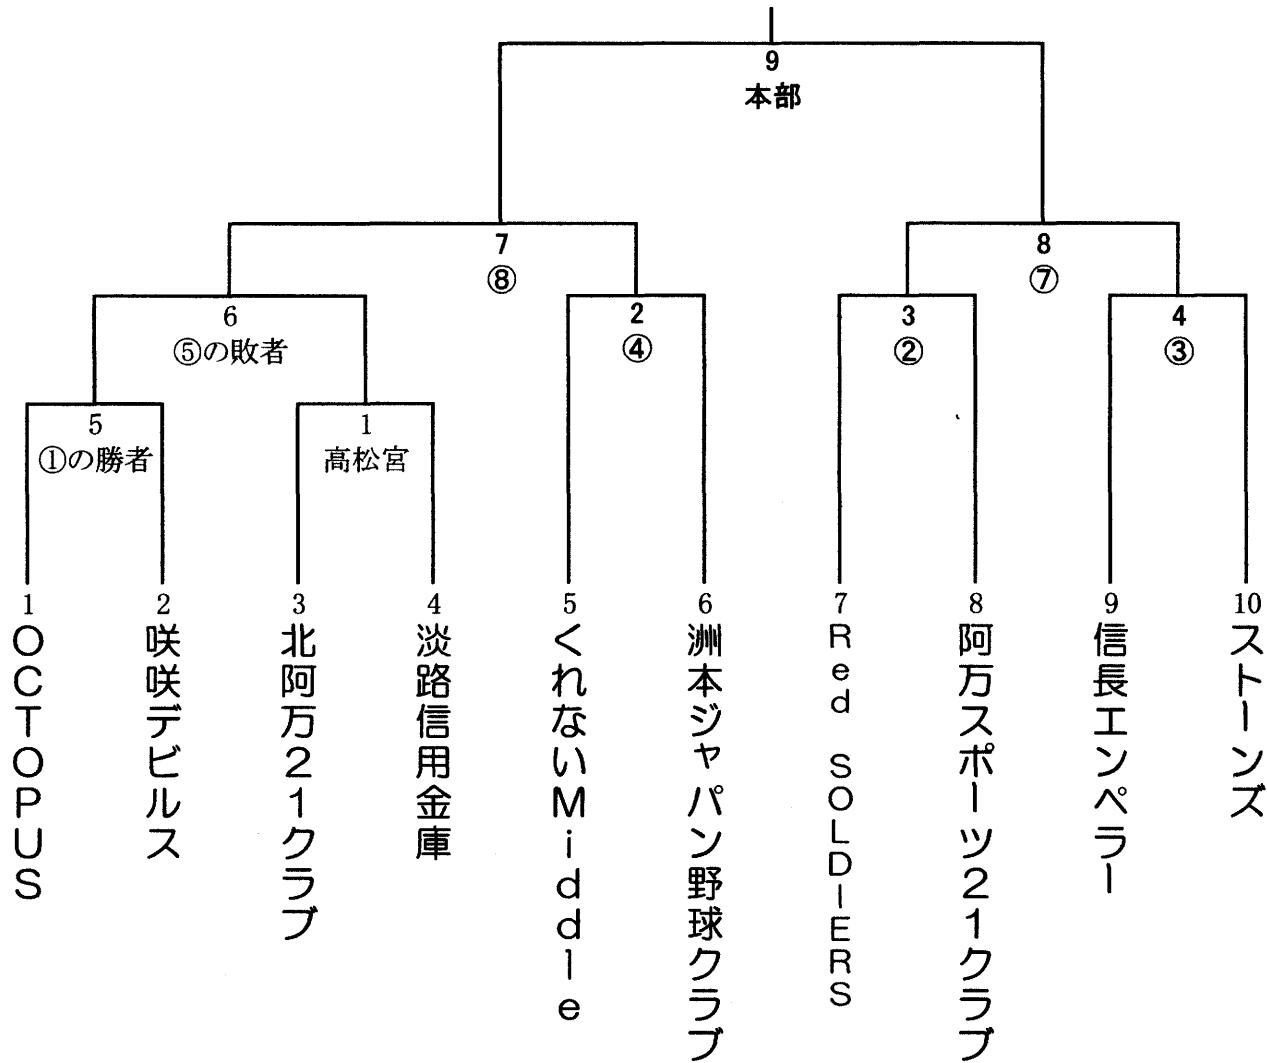 9
本部
7
⑧
8
⑦
6
⑤の敗者
2
④
3
②
4
③
5
①の勝者
1
高松宮
1
OCTOPUS
2
咲咲デビルス
3
北阿万21クラブ
4
淡路信用金庫
5
くれないMiddle
6
洲本ジャパン野球クラブ
7
Red SOLDIERS
8
阿万スポーツ21クラブ
9
信長エンペラー
10
ストーンズ